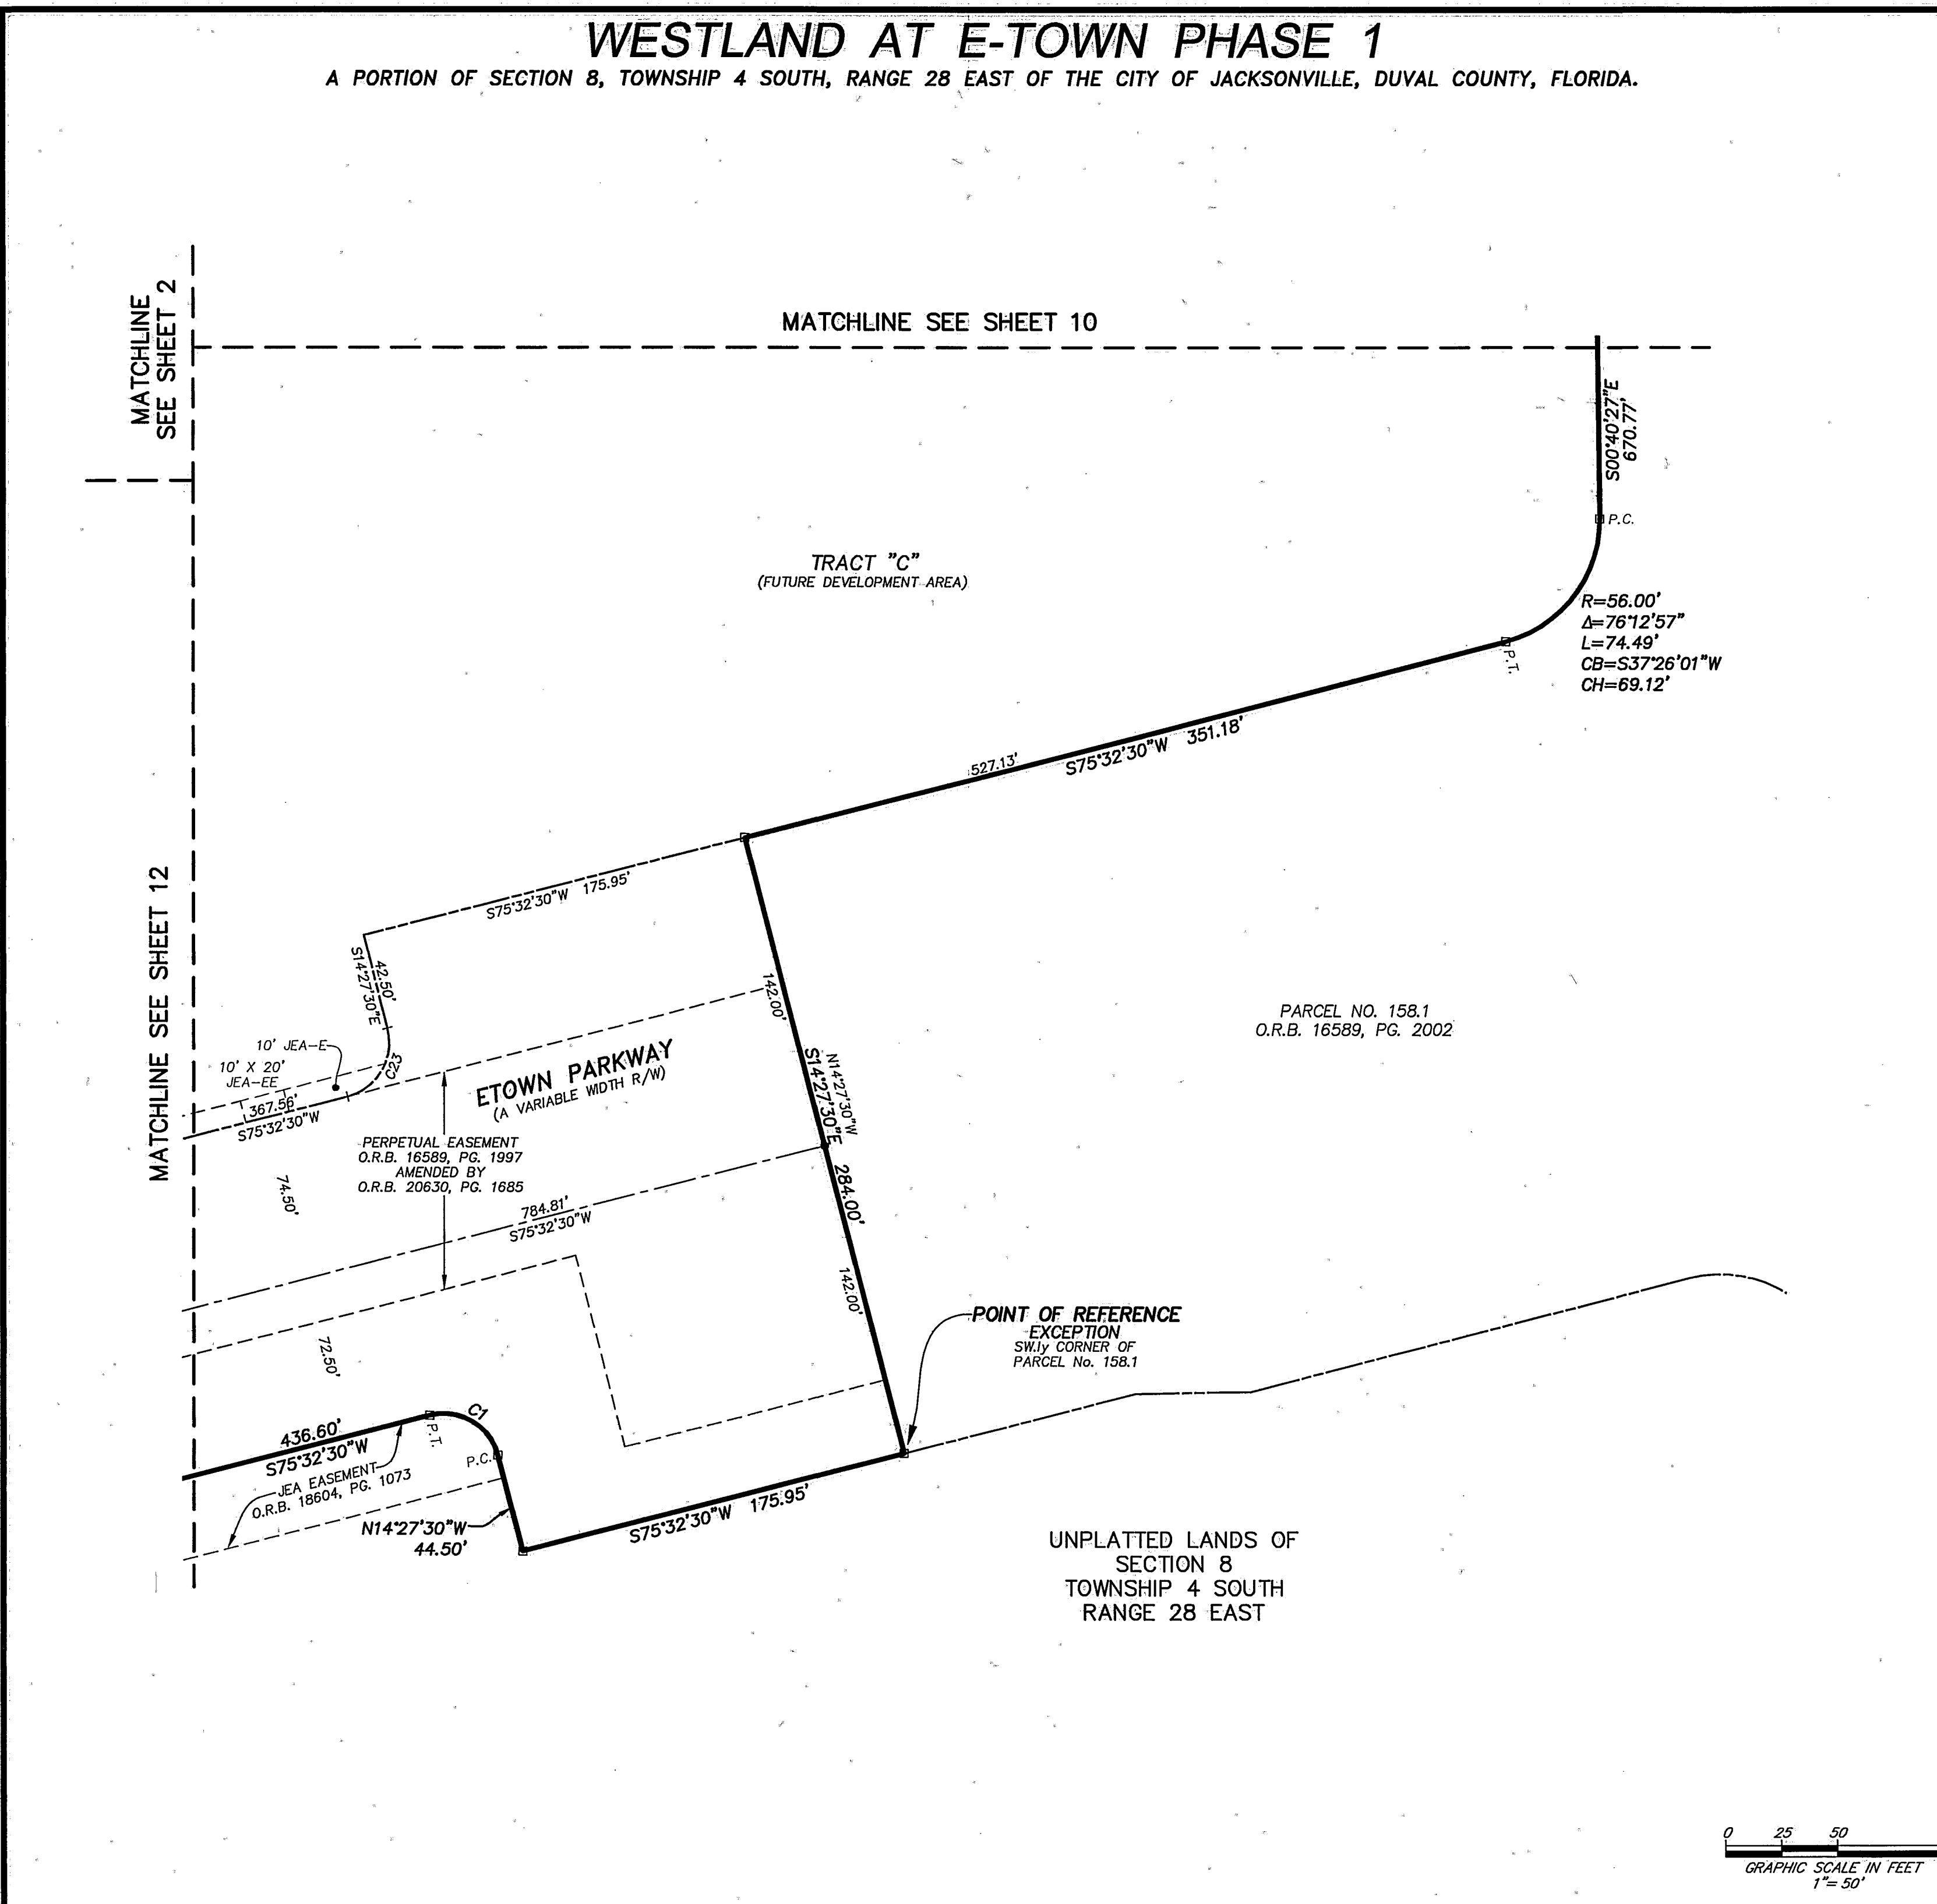 WESTLAND AT E-TOWN PHASE 1
A PORTION OF SECTION 8, TOWNSHIP 4 SOUTH, RANGE 28 EAST OF THE CITY OF JACKSONVILLE, DUVAL COUNTY, FLORIDA.
MATCHLINE
SEE SHEET 2
MATCHLINE SEE SHEET 10
S00°40'27"E
670.77'
P.C.
TRACT "C"
(FUTURE DEVELOPMENT AREA)
R=56.00'
Δ=76°12'57"
L=74.49'
CB=S37°26'01"W
CH=69.12'
P.T.
527.13'
S75°32'30"W 351.18'
MATCHLINE SEE SHEET 12
S75°32'30"W 175.95'
42.50'
S14°27'30"E
142.00'
PARCEL NO. 158.1
O.R.B. 16589, PG. 2002
10' JEA-E
10' X 20'
JEA-EE
C23
367.56'
S75°32'30"W
ETOWN PARKWAY
(A VARIABLE WIDTH R/W)
N14°27'30"W
S14°27'30"E 284.00'
PERPETUAL EASEMENT
O.R.B. 16589, PG. 1997
AMENDED BY
O.R.B. 20630, PG. 1685
74.50'
784.81'
S75°32'30"W
142.00'
POINT OF REFERENCE
EXCEPTION
SW.ly CORNER OF
PARCEL No. 158.1
72.50'
C1
436.60'
S75°32'30"W
P.T.
P.C.
JEA EASEMENT
O.R.B. 18604, PG. 1073
N14°27'30"W
44.50'
S75°32'30"W 175.95'
UNPLATTED LANDS OF
SECTION 8
TOWNSHIP 4 SOUTH
RANGE 28 EAST
0 25 50
GRAPHIC SCALE IN FEET
1"= 50'